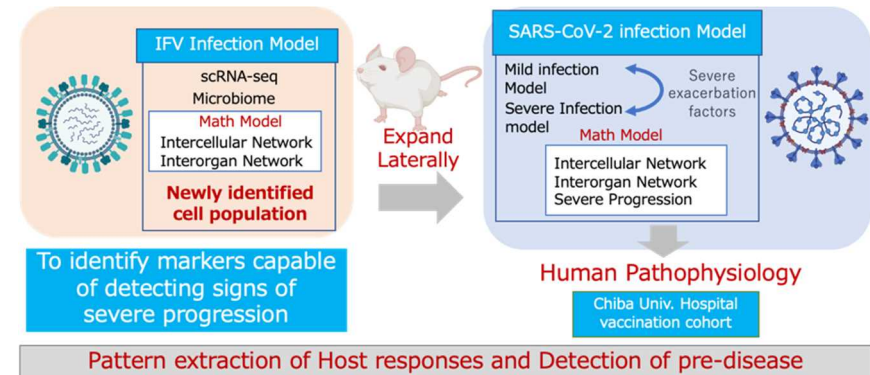 IFV Infection Model
scRNA-seq
Microbiome
Math Model
Intercellular Network
Interorgan Network
Newly identified
cell population
To identify markers capable
of detecting signs of
severe progression
Expand
Laterally
SARS-CoV-2 infection Model
Mild infection
Model
Severe Infection
model
Severe
exacerbation
factors
Math Model
Intercellular Network
Interorgan Network
Severe Progression
Human Pathophysiology
Chiba Univ. Hospital
vaccination cohort
Pattern extraction of Host responses and Detection of pre-disease